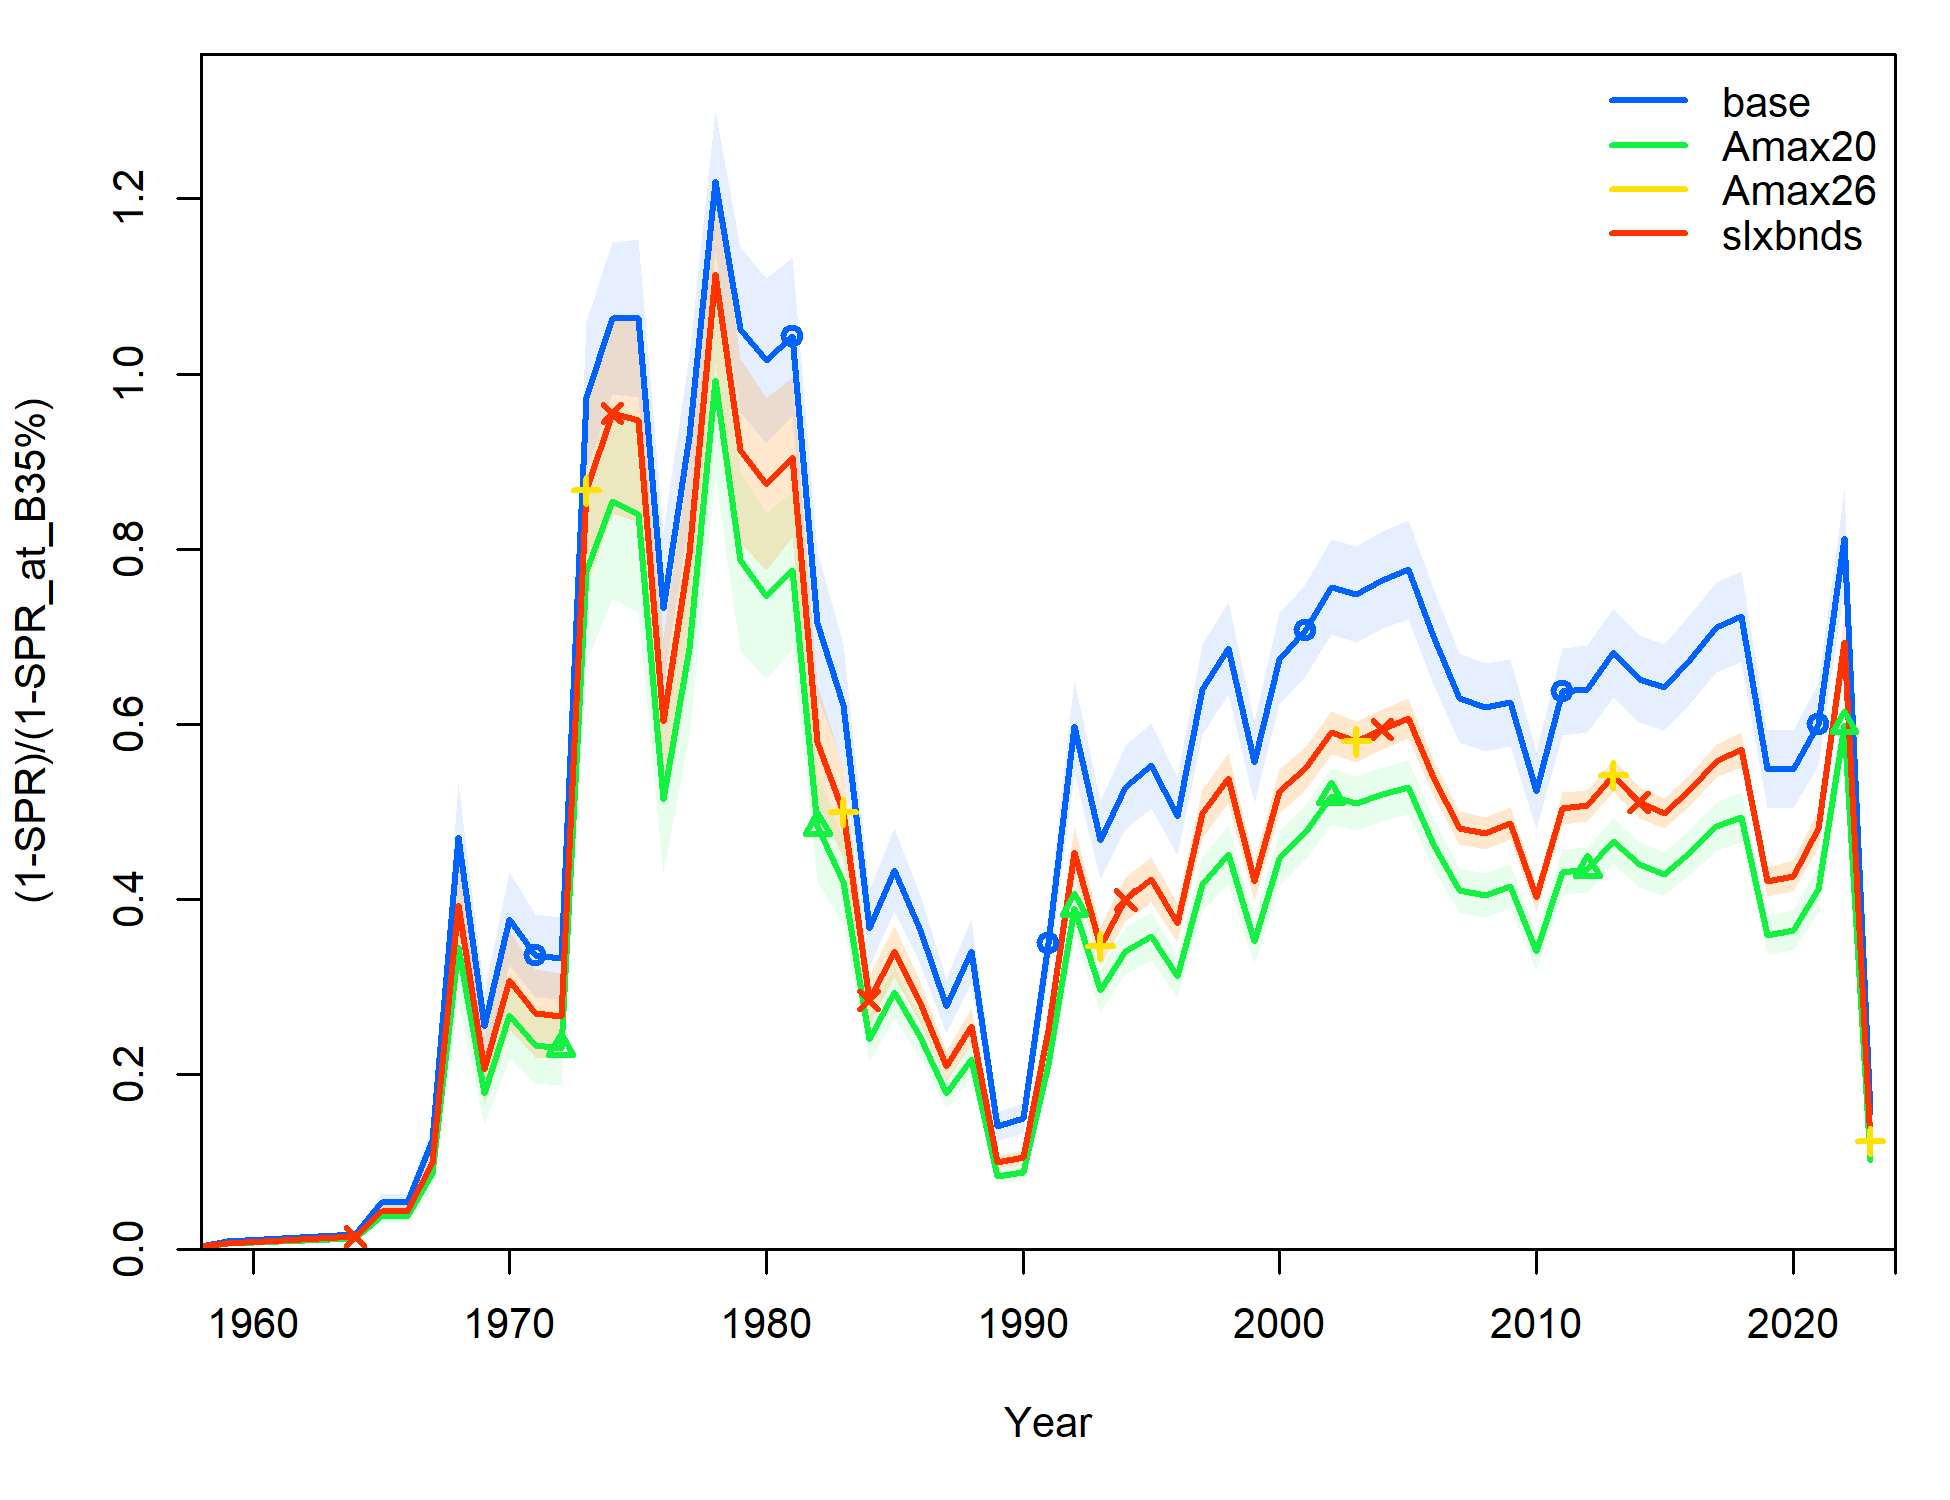 base
Amax20
Amax26
slxbnds
(1-SPR)/(1-SPR_at_B35%)
1.2
1.0
0.8
0.6
0.4
0.2
0.0
1960 1970 1980 1990 2000 2010 2020
Year